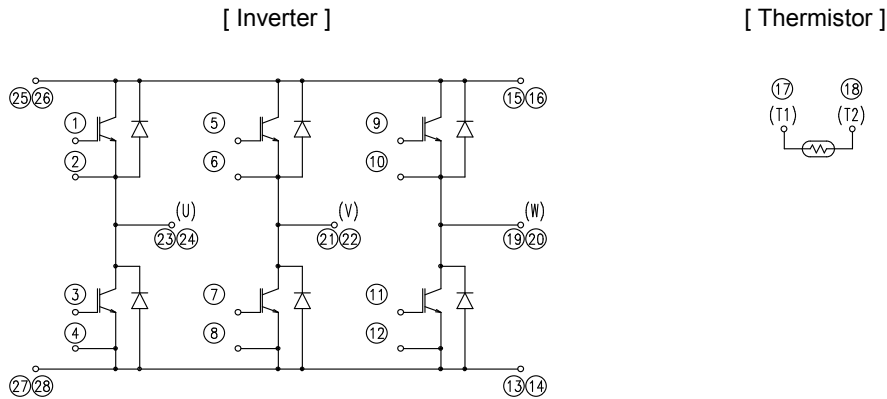 [ Inverter ] [ Thermistor ]
25 26 15 16 17 18
1 5 9 (T1) (T2)
2 6 10
(U) (V) (W)
23 24 21 22 19 20
3 7 11
4 8 12
27 28 13 14